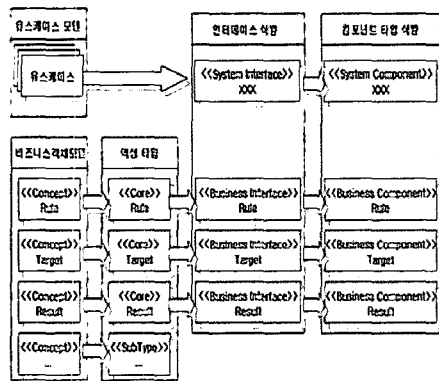 유스케이스 모델
유스케이스
인터페이스 식별
<<System Interface>>
XXX
컴포넌트 타입 식별
<<System Component>>
XXX
비즈니스객체모델
핵심 타입
<<Concept>>
Rule
<<Core>>
Rule
<<Business Interface>>
Rule
<<Business Component>>
Rule
<<Concept>>
Target
<<Core>>
Target
<<Business Interface>>
Target
<<Business Component>>
Target
<<Concept>>
Result
<<Core>>
Result
<<Business Interface>>
Result
<<Business Component>>
Result
<<Concept>>
...
<<SubType>>
...